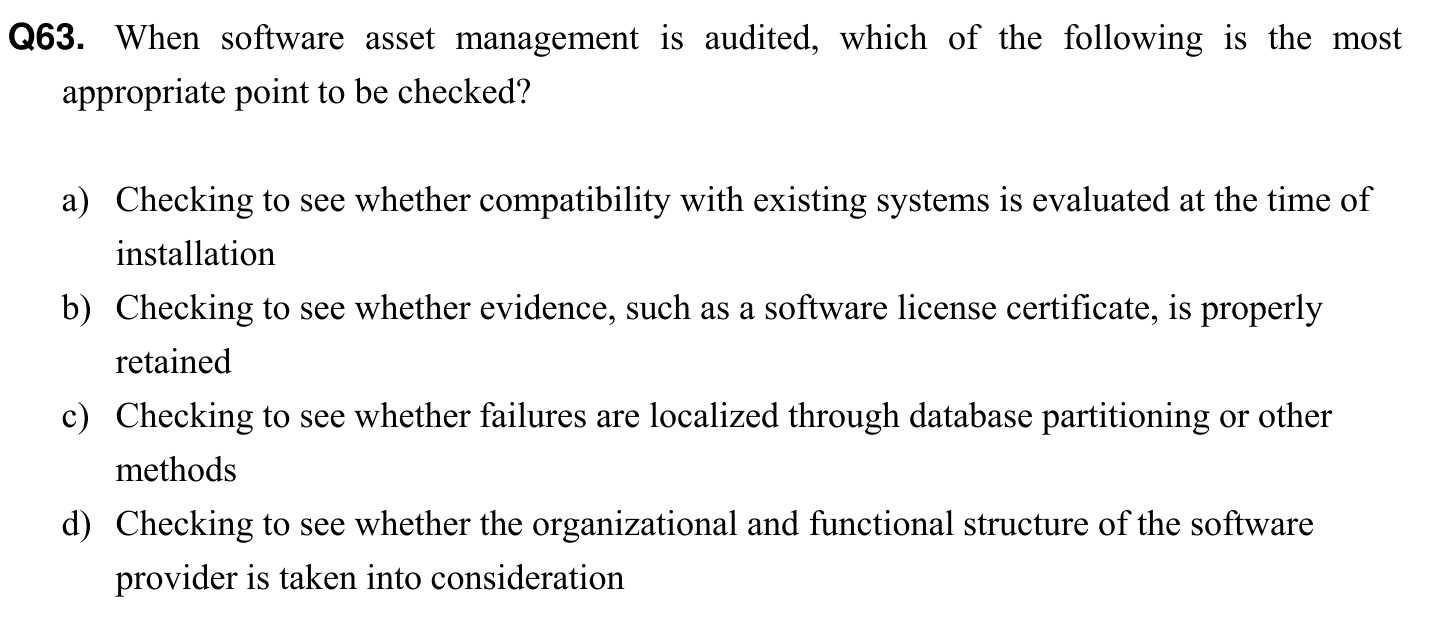 Q63. When software asset management is audited, which of the following is the most
appropriate point to be checked?
a) Checking to see whether compatibility with existing systems is evaluated at the time of
installation
b) Checking to see whether evidence, such as a software license certificate, is properly
retained
c) Checking to see whether failures are localized through database partitioning or other
methods
d) Checking to see whether the organizational and functional structure of the software
provider is taken into consideration